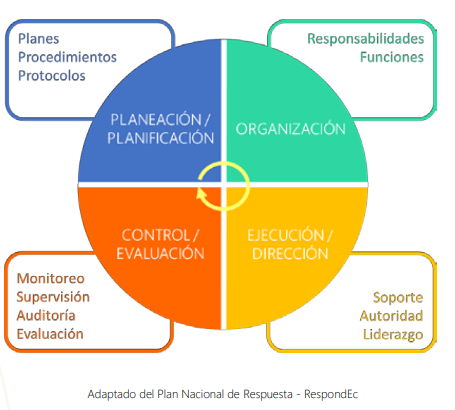 Planes
Procedimientos
Protocolos
Responsabilidades
Funciones
PLANEACIÓN /
PLANIFICACIÓN
ORGANIZACIÓN
CONTROL /
EVALUACIÓN
EJECUCIÓN /
DIRECCIÓN
Monitoreo
Supervisión
Auditoría
Evaluación
Soporte
Autoridad
Liderazgo
Adaptado del Plan Nacional de Respuesta - RespondEc